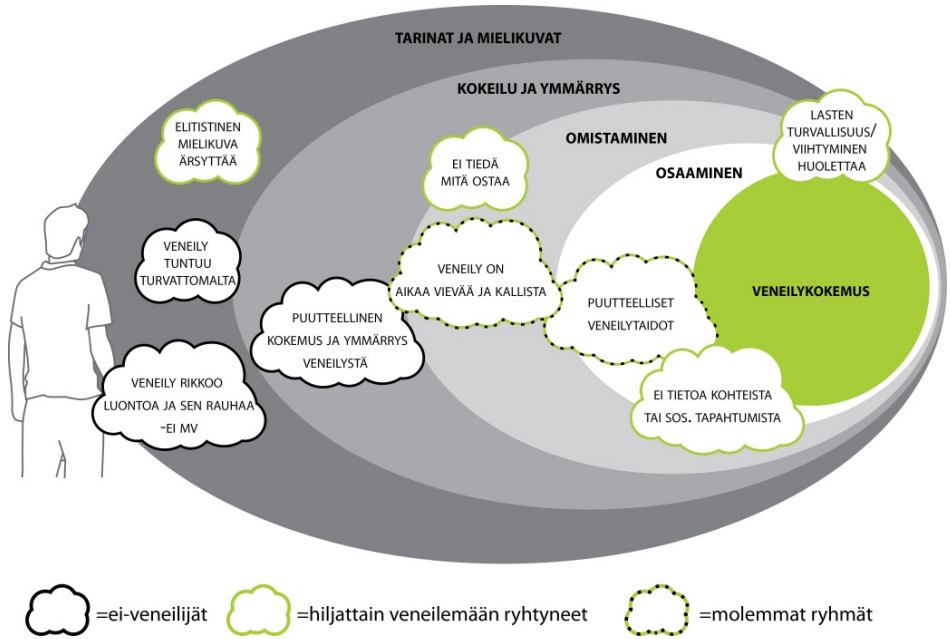 TARINAT JA MIELIKUVAT
KOKEILU JA YMMÄRRYS
OMISTAMINEN
OSAAMINEN
VENEILYKOKEMUS
ELITISTINEN
MIELIKUVA
ÄRSYTTÄÄ
VENEILY
TUNTUU
TURVATTOMALTA
VENEILY RIKKOO
LUONTOA JA SEN RAUHAA
-EI MV
PUUTTEELLINEN
KOKEMUS JA YMMÄRRYS
VENEILYSTÄ
EI TIEDÄ
MITÄ OSTAA
VENEILY ON
AIKAA VIEVÄÄ JA KALLISTA
PUUTTEELLISET
VENEILYTAIDOT
LASTEN
TURVALLISUUS/
VIIHTYMINEN
HUOLETTAA
EI TIETOA KOHTEISTA
TAI SOS. TAPAHTUMISTA
=ei-veneilijät
=hiljattain veneilemään ryhtyneet
=molemmat ryhmät